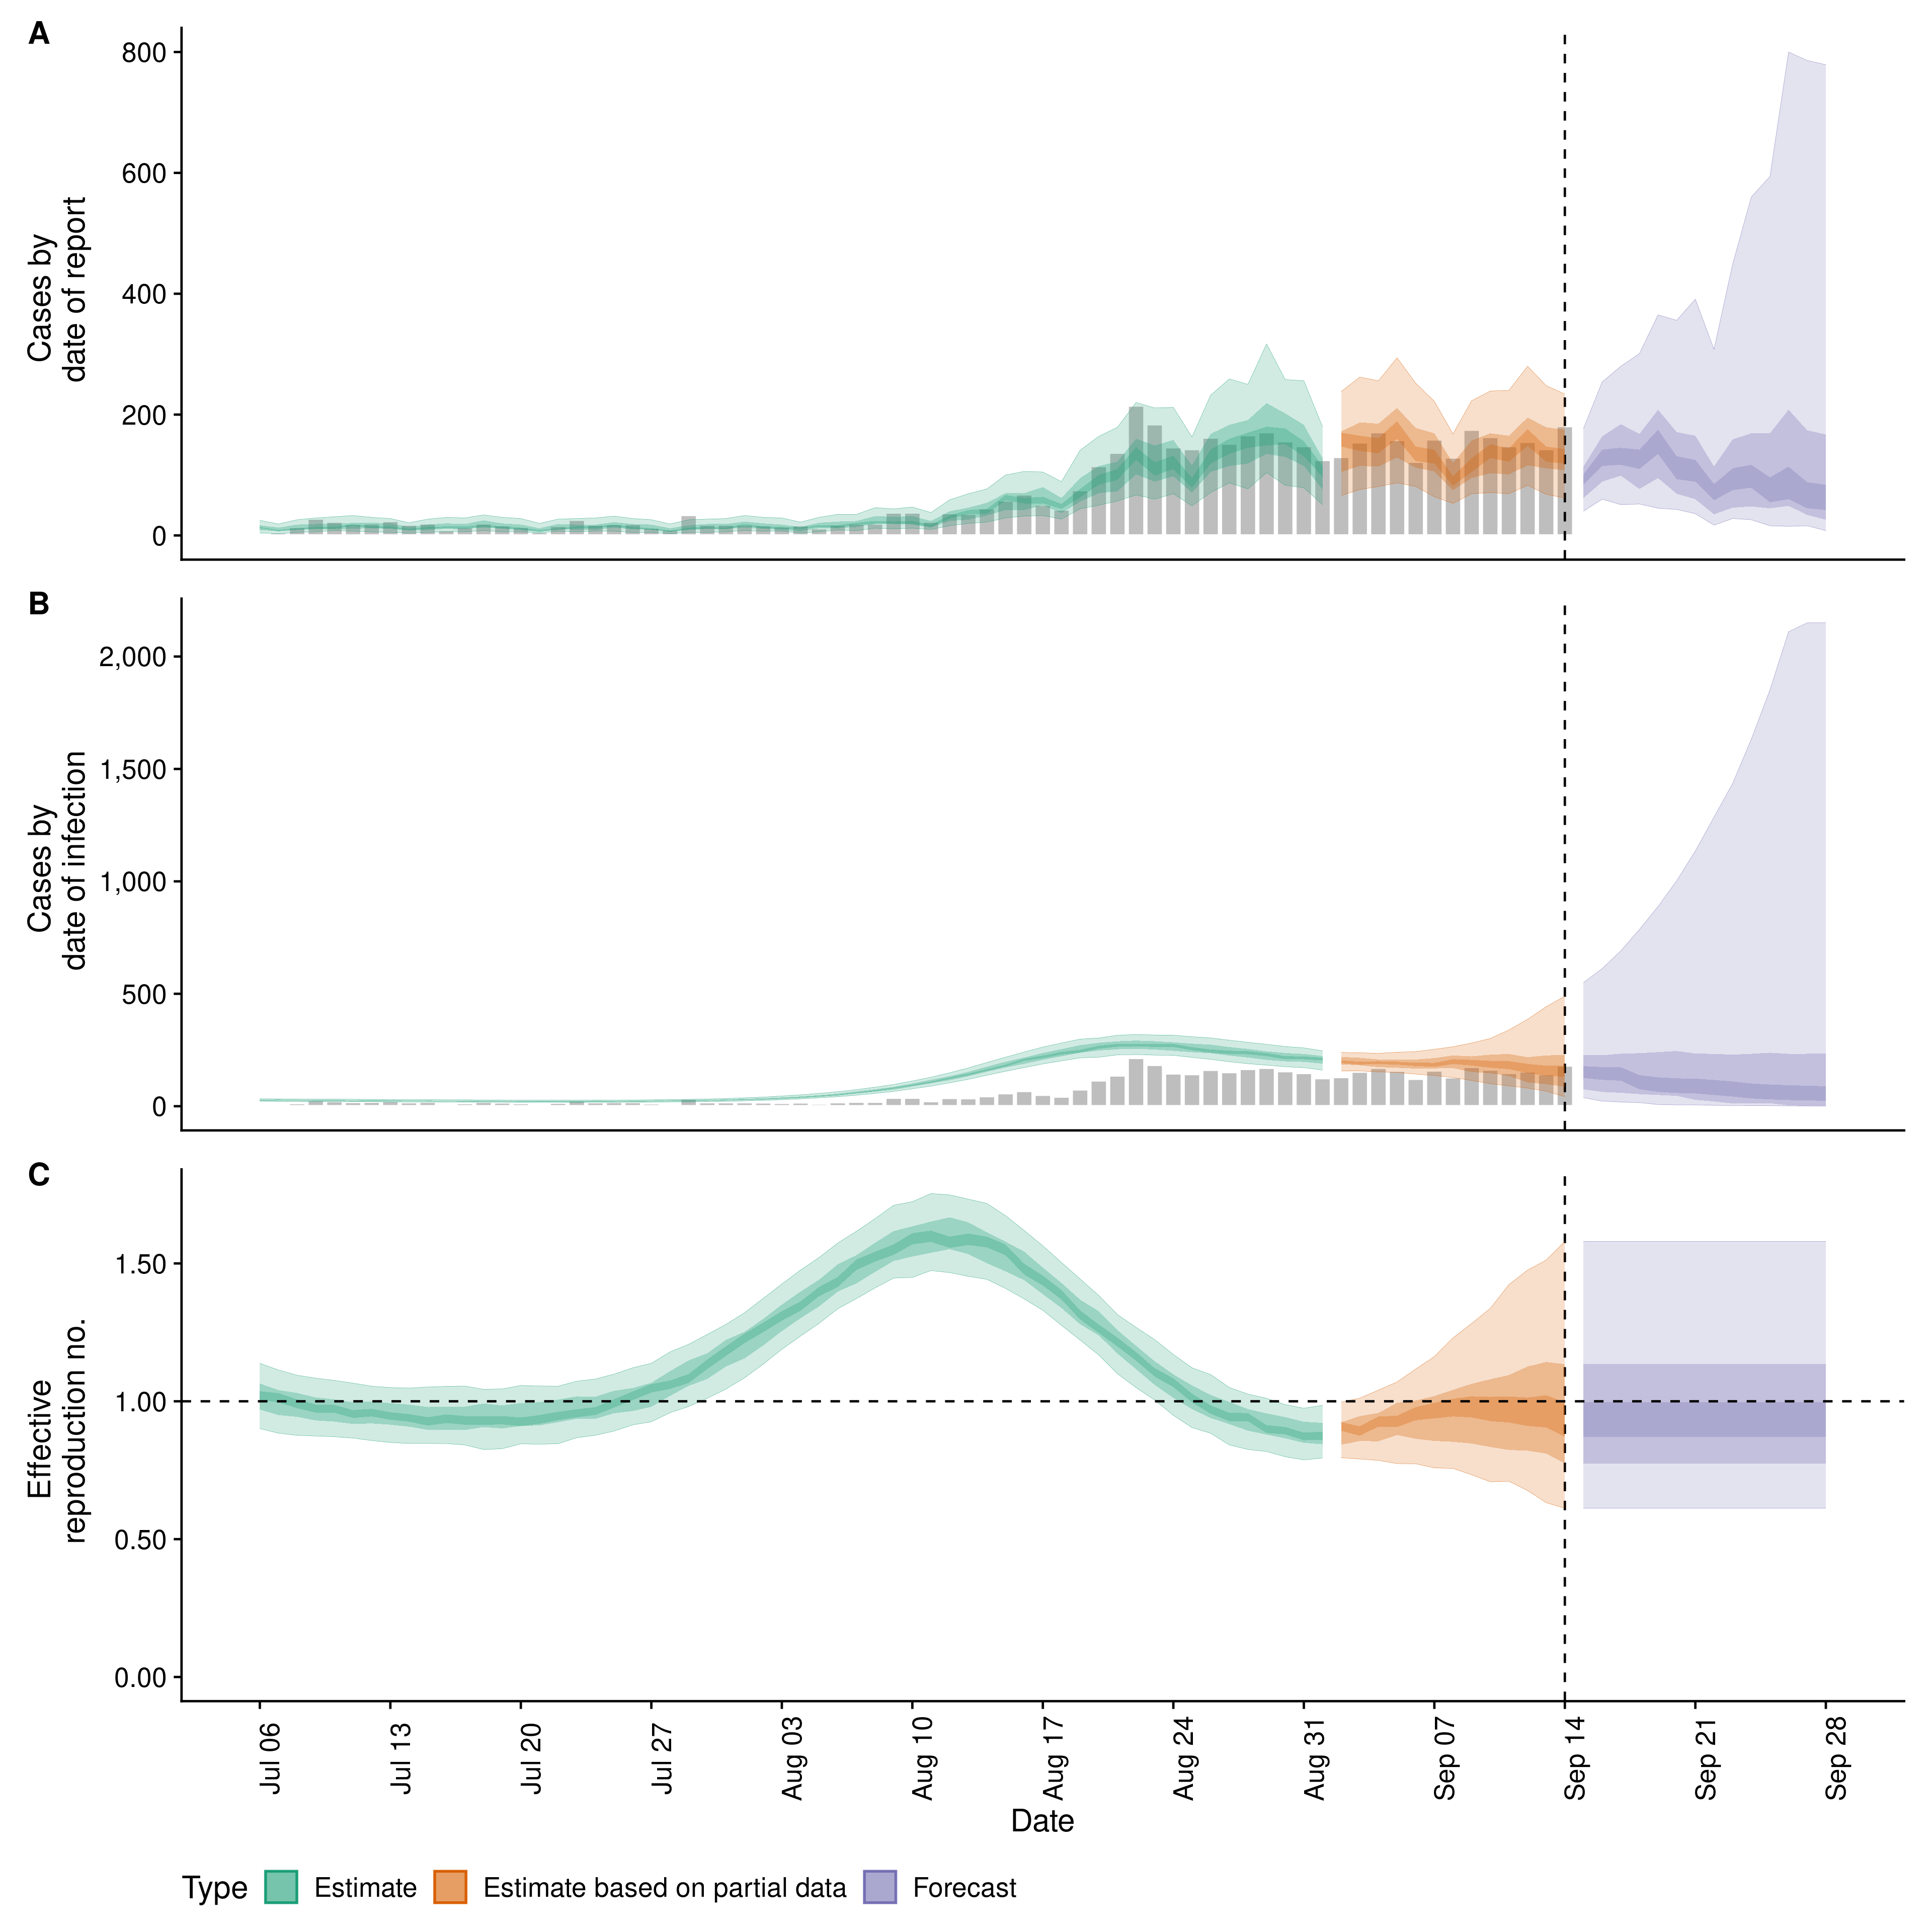 A
800
600
400
200
0
Cases by
date of report
B
2,000
1,500
1,000
500
0
Cases by
date of infection
C
1.50
1.00
0.50
0.00
Effective
reproduction no.
Jul 06
Jul 13
Jul 20
Jul 27
Aug 03
Aug 10
Aug 17
Aug 24
Aug 31
Sep 07
Sep 14
Sep 21
Sep 28
Date
Type
Estimate
Estimate based on partial data
Forecast